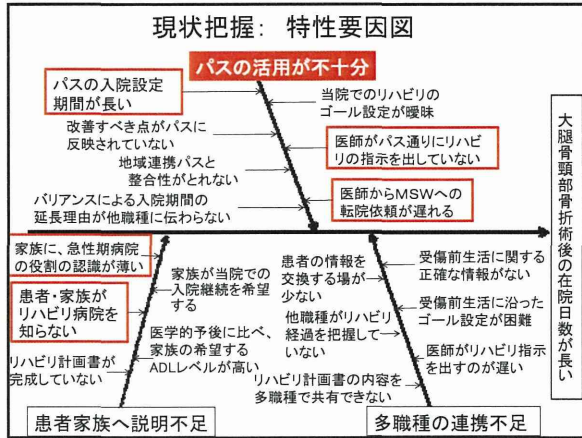 現状把握: 特性要因図
パスの活用が不十分
パスの入院設定
期間が長い
当院でのリハビリの
ゴール設定が曖昧
改善すべき点がパスに
反映されていない
医師がパス通りにリハビ
リの指示を出していない
地域連携パスと
整合性がとれない
医師からMSWへの
転院依頼が遅れる
バリアンスによる入院期間の
延長理由が他職種に伝わらない
大腿骨頸部骨折術後の在院日数が長い
家族に、急性期病院
の役割の認識が薄い
家族が当院での
入院継続を希望
する
患者・家族が
リハビリ病院を
知らない
医学的予後に比べ、
家族の希望する
ADLレベルが高い
リハビリ計画書が
完成していない
患者家族へ説明不足
患者の情報を
交換する場が
少ない
受傷前生活に関する
正確な情報がない
他職種がリハビリ
経過を把握して
いない
受傷前生活に沿った
ゴール設定が困難
医師がリハビリ指示
を出すのが遅い
リハビリ計画書の内容を
多職種で共有できない
多職種の連携不足